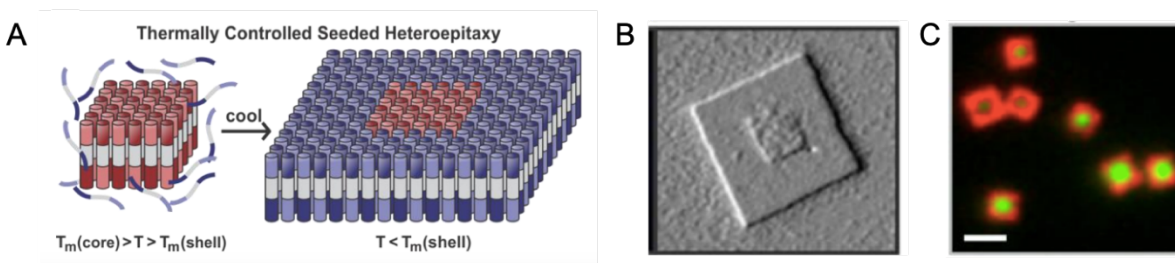 A
Thermally Controlled Seeded Heteroepitaxy
cool
Tm(core)>T>Tm(shell)
T<Tm(shell)
B
C